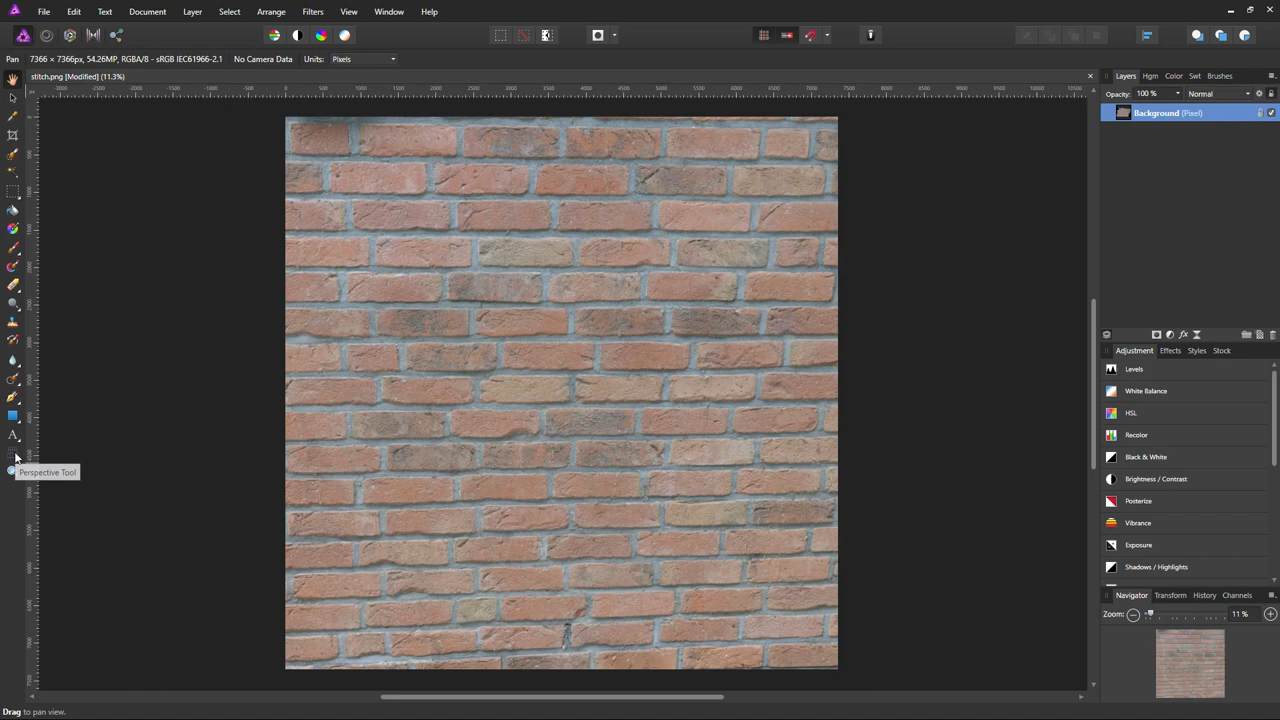 File Edit Text Document Layer Select Arrange Filters View Window Help
Pan 7366 × 7366px, 54.26MP, RGBA/8 - sRGB IEC61966-2.1 No Camera Data Units: Pixels
stitch.png [Modified] (11.3%)
Layers Hgm Color Swt Brushes
Opacity: 100 % Normal
Background (Pixel)
Adjustment Effects Styles Stock
Levels
White Balance
HSL
Recolor
Black & White
Brightness / Contrast
Posterize
Vibrance
Exposure
Shadows / Highlights
Perspective Tool
Navigator Transform History Channels
Zoom: 11 %
Drag to pan view.